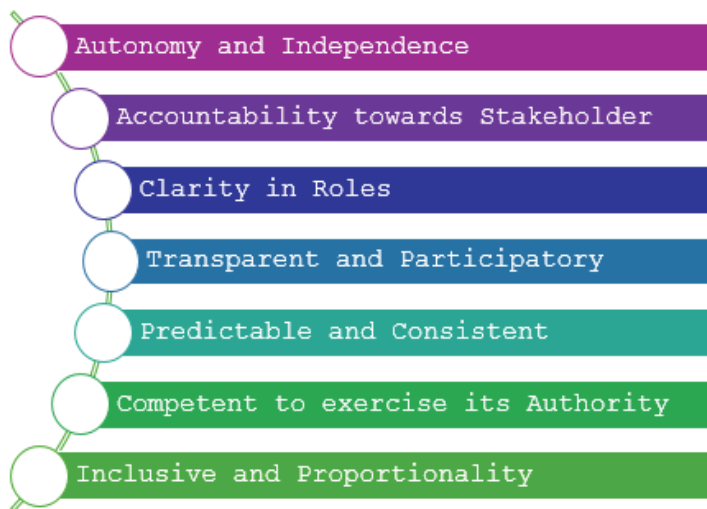 Autonomy and Independence
Accountability towards Stakeholder
Clarity in Roles
Transparent and Participatory
Predictable and Consistent
Competent to exercise its Authority
Inclusive and Proportionality